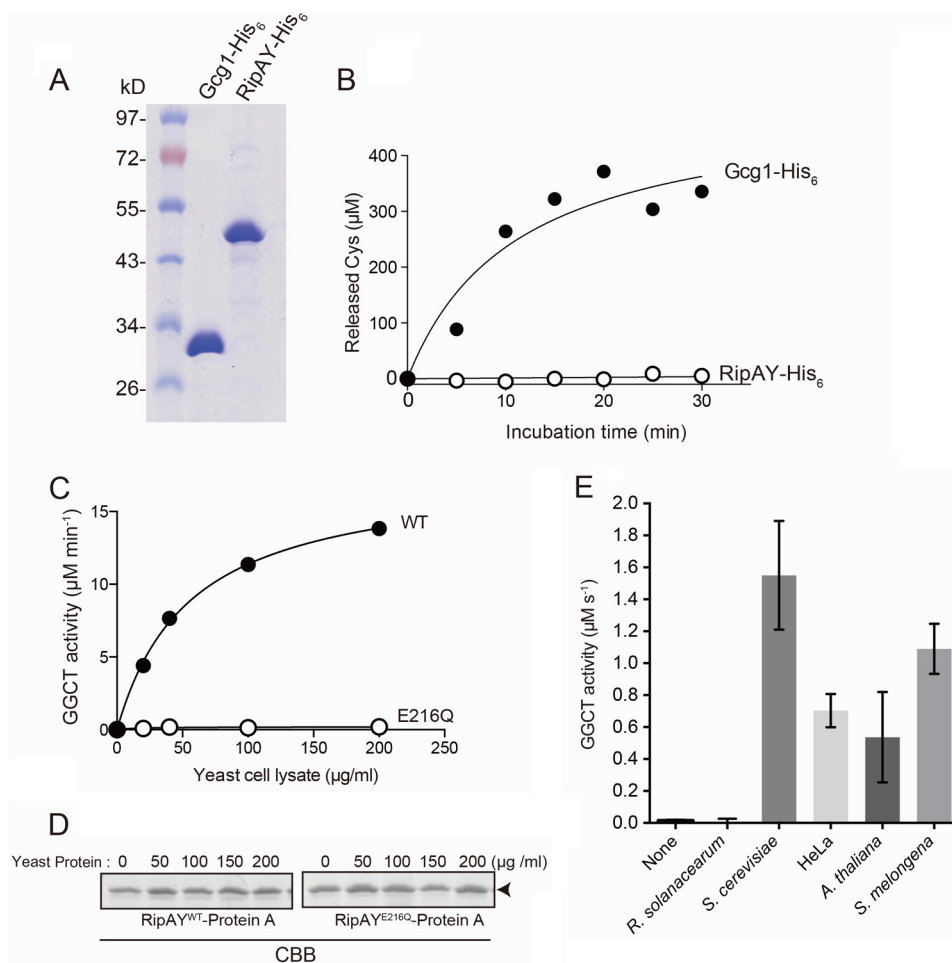 A
kD
Gcg1-His6
RipAY-His6
97-
72-
55-
43-
34-
26-
B
400
300
200
100
0
Released Cys (µM)
Gcg1-His6
RipAY-His6
0 10 20 30
Incubation time (min)
C
15
10
5
0
GGCT activity (µM min⁻¹)
WT
E216Q
0 50 100 150 200 250
Yeast cell lysate (µg/ml)
D
Yeast Protein : 0 50 100 150 200 0 50 100 150 200 (µg /ml)
RipAYWT-Protein A RipAYE216Q-Protein A
CBB
E
2.0
1.8
1.6
1.4
1.2
1.0
0.8
0.6
0.4
0.2
0.0
GGCT activity (µM s⁻¹)
None
R. solanacearum
S. cerevisiae
HeLa
A. thaliana
S. melongena